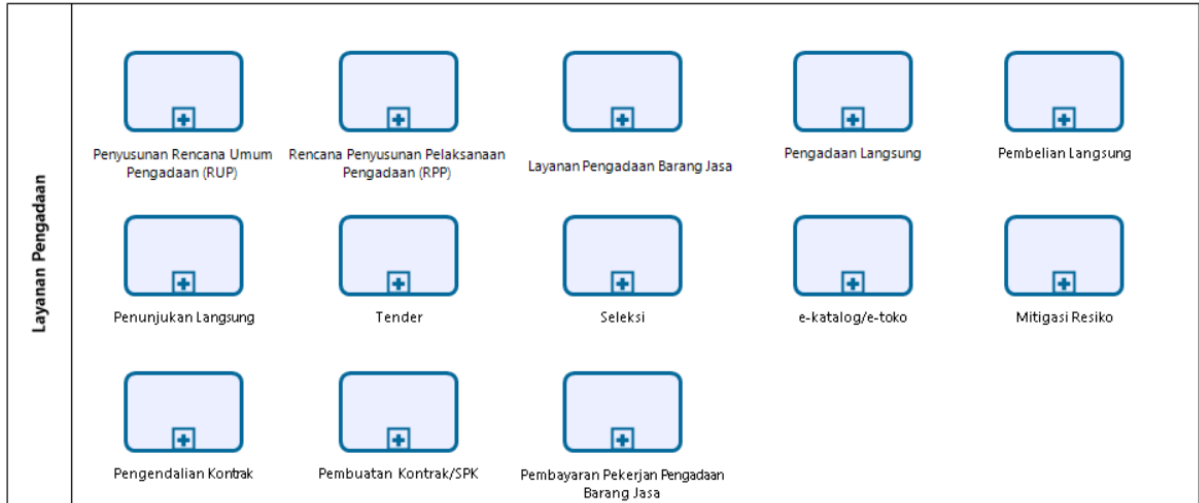 Layanan Pengadaan
Penyusunan Rencana Umum
Pengadaan (RUP)
Rencana Penyusunan Pelaksanaan
Pengadaan (RPP)
Layanan Pengadaan Barang Jasa
Pengadaan Langsung
Pembelian Langsung
Penunjukan Langsung
Tender
Seleksi
e-katalog/e-toko
Mitigasi Resiko
Pengendalian Kontrak
Pembuatan Kontrak/SPK
Pembayaran Pekerjan Pengadaan
Barang Jasa